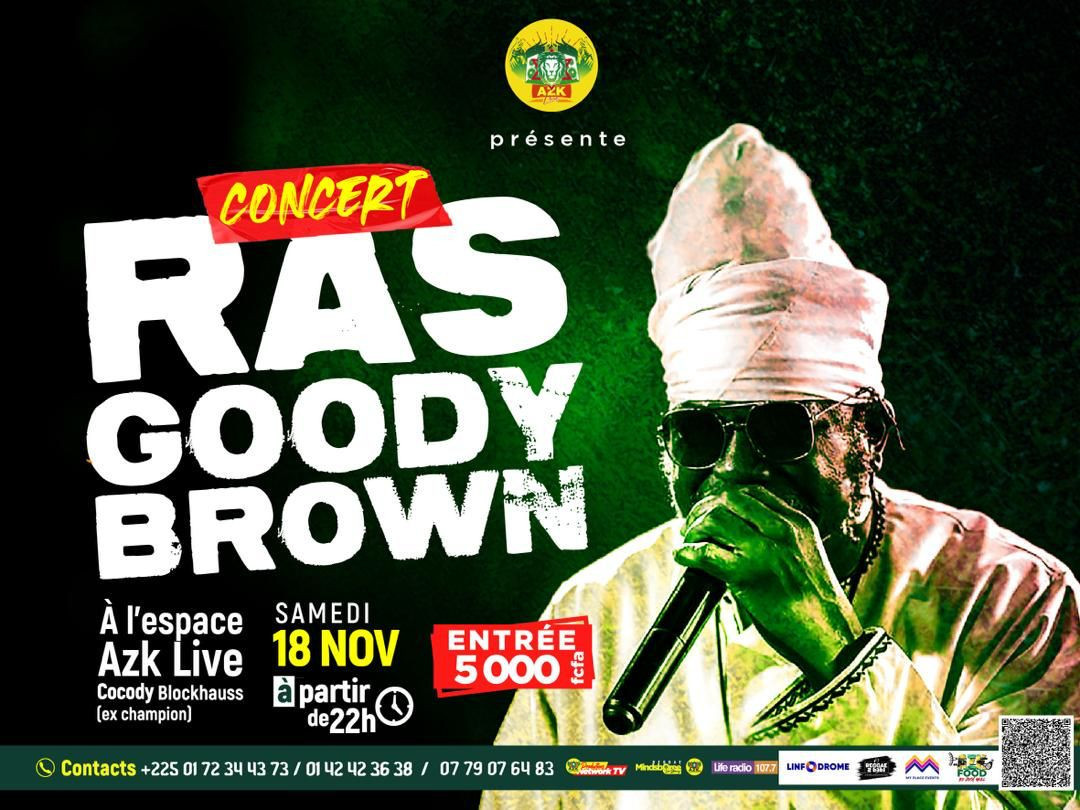 AZK
présente
CONCERT
RAS
GOODY
BROWN
À l'espace
Azk Live
Cocody Blockhauss
(ex champion)
SAMEDI
18 NOV
à partir
de 22h
ENTRÉE
5 000 fcfa
Contacts +225 01 72 34 43 73 / 01 42 42 36 38 / 07 79 07 64 83
Network TV
Life radio 107.7
LINFODROME
REGGAE
MY PLACE EVENTS
FOOD